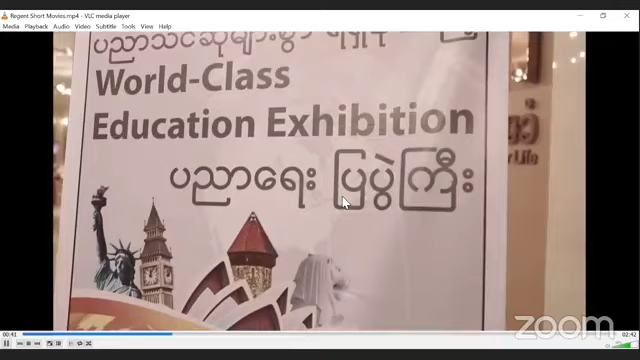 Regent Short Movies.mp4 - VLC media player
Media Playback Audio Video Subtitle Tools View Help
World-Class
Education Exhibition
ပညာရေး ပြပွဲကြီး
00:41
02:42
zoom